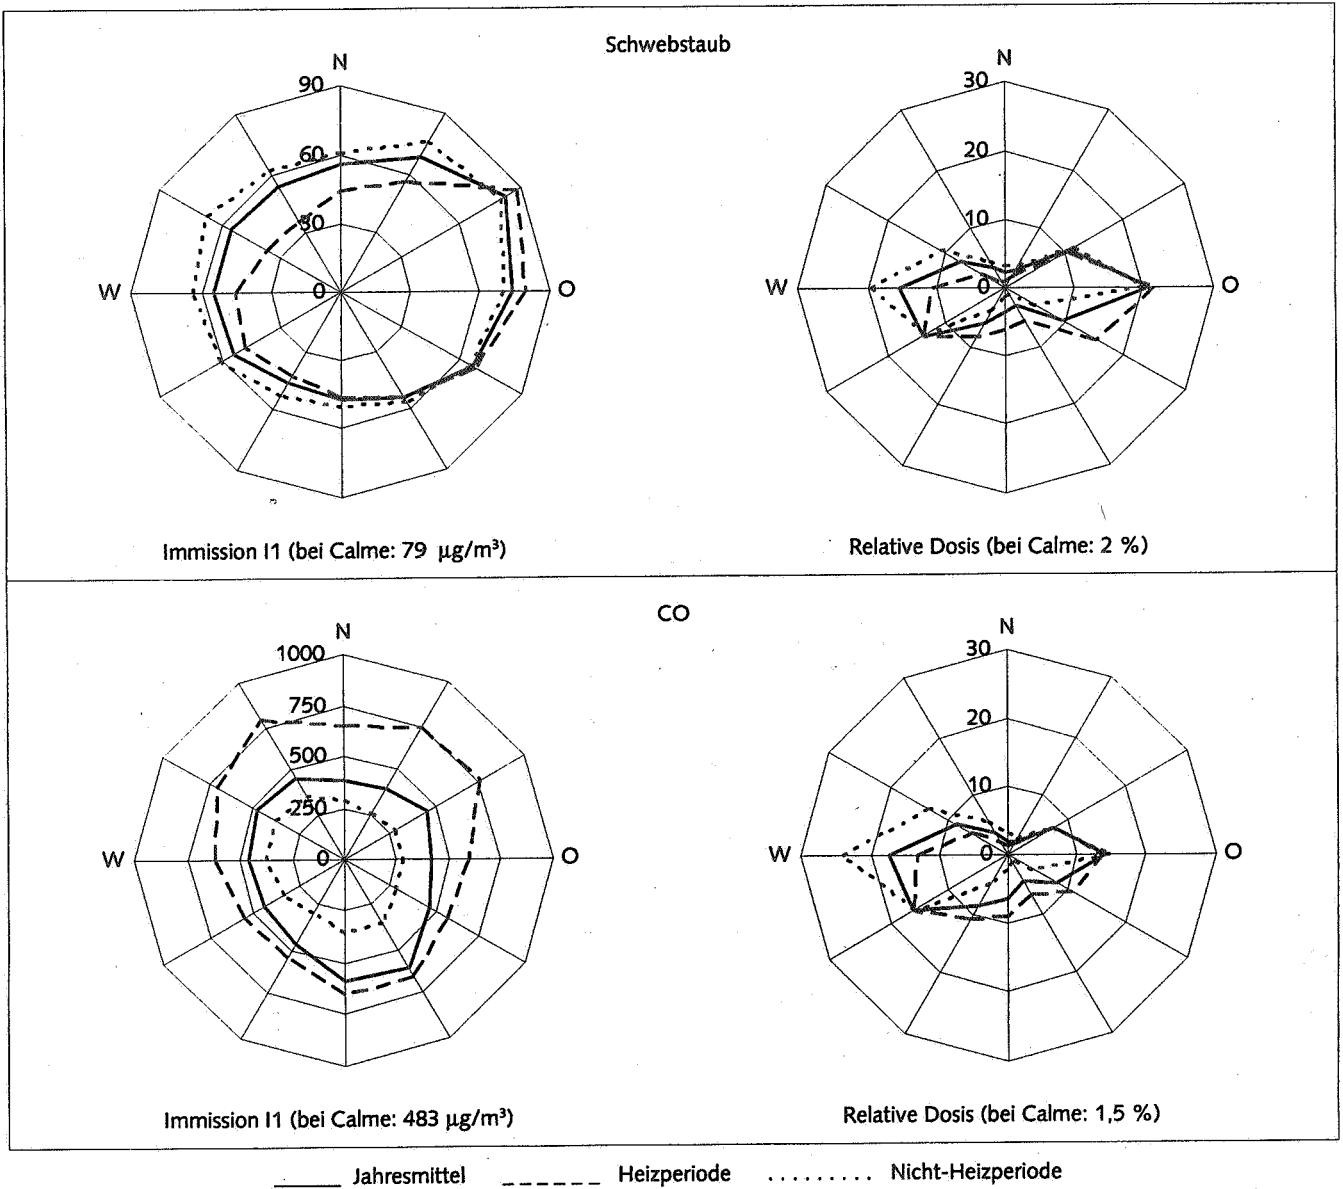 Schwebstaub
N
90
60
30
0
W
O
Immission I1 (bei Calme: 79 µg/m³)
N
30
20
10
0
W
O
Relative Dosis (bei Calme: 2 %)
CO
N
1000
750
500
250
0
W
O
Immission I1 (bei Calme: 483 µg/m³)
N
30
20
10
0
W
O
Relative Dosis (bei Calme: 1,5 %)
Jahresmittel Heizperiode Nicht-Heizperiode